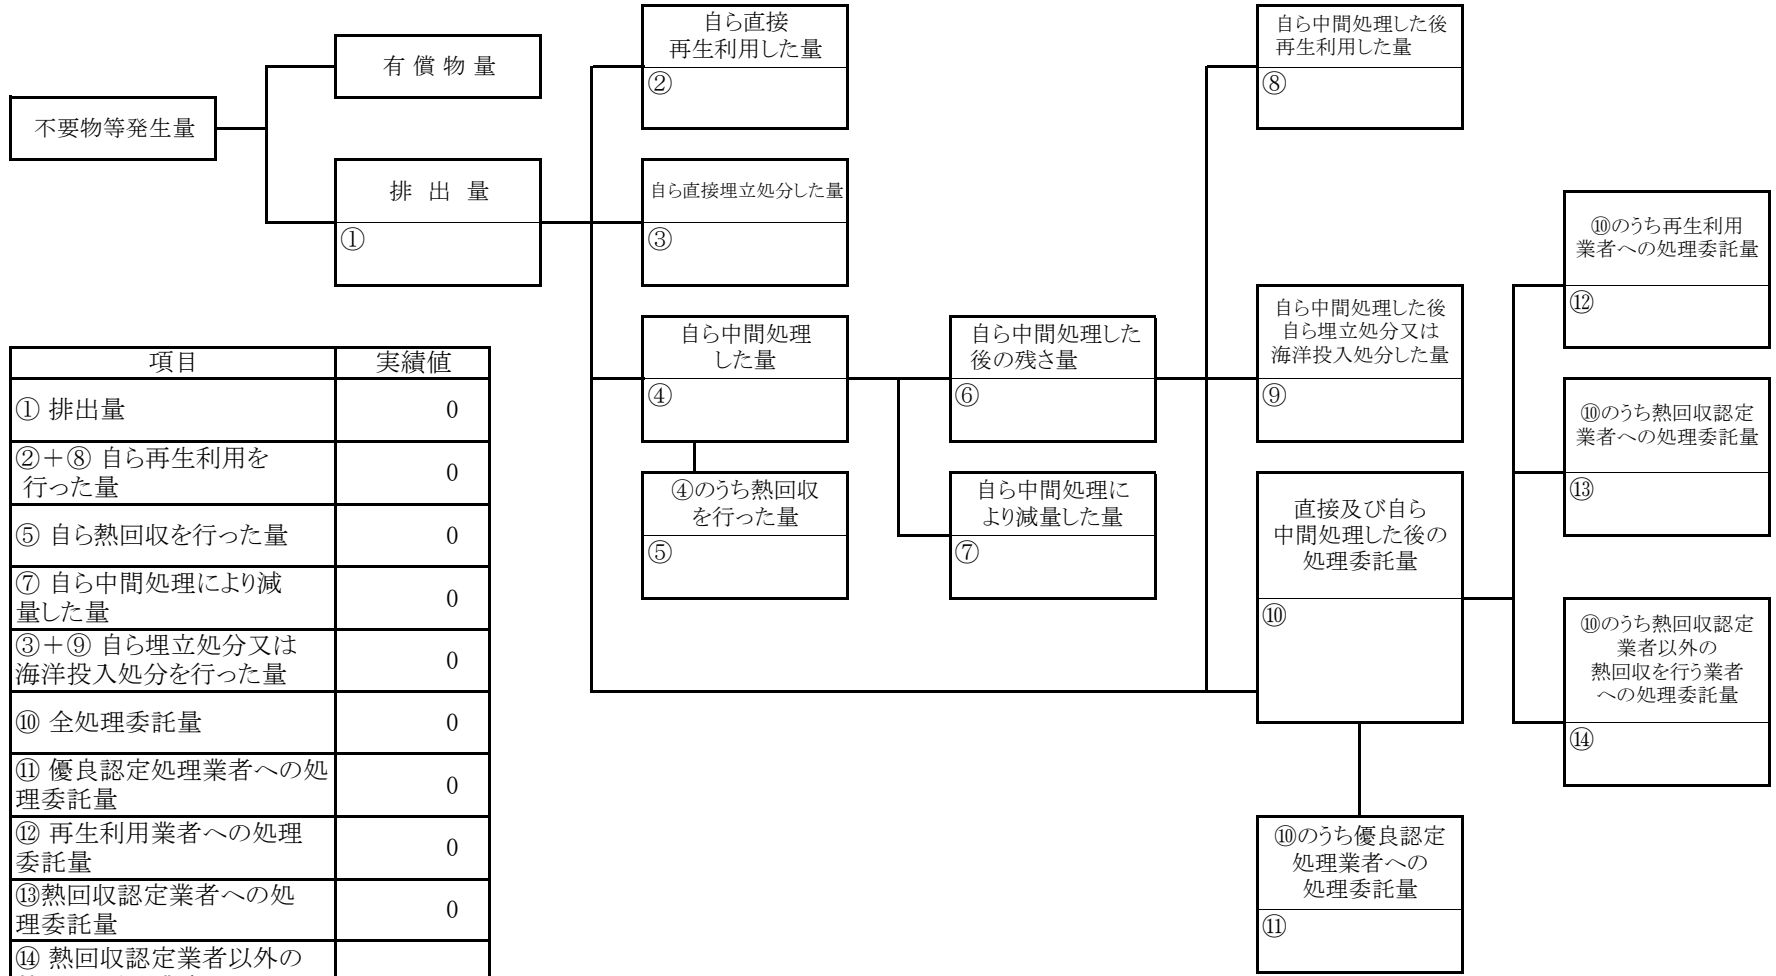 不要物等発生量
有償物量
排出量
①
自ら直接
再生利用した量
②
自ら直接埋立処分した量
③
自ら中間処理
した量
④
④のうち熱回収
を行った量
⑤
自ら中間処理した
後の残さ量
⑥
自ら中間処理に
より減量した量
⑦
自ら中間処理した後
再生利用した量
⑧
自ら中間処理した後
自ら埋立処分又は
海洋投入処分した量
⑨
直接及び自ら
中間処理した後の
処理委託量
⑩
⑩のうち優良認定
処理業者への
処理委託量
⑪
⑩のうち再生利用
業者への処理委託量
⑫
⑩のうち熱回収認定
業者への処理委託量
⑬
⑩のうち熱回収認定
業者以外の
熱回収を行う業者
への処理委託量
⑭
項目 実績値
① 排出量 0
②+⑧ 自ら再生利用を
行った量 0
⑤ 自ら熱回収を行った量 0
⑦ 自ら中間処理により減
量した量 0
③+⑨ 自ら埋立処分又は
海洋投入処分を行った量 0
⑩ 全処理委託量 0
⑪ 優良認定処理業者への処
理委託量 0
⑫ 再生利用業者への処理
委託量 0
⑬熱回収認定業者への処
理委託量 0
⑭ 熱回収認定業者以外の